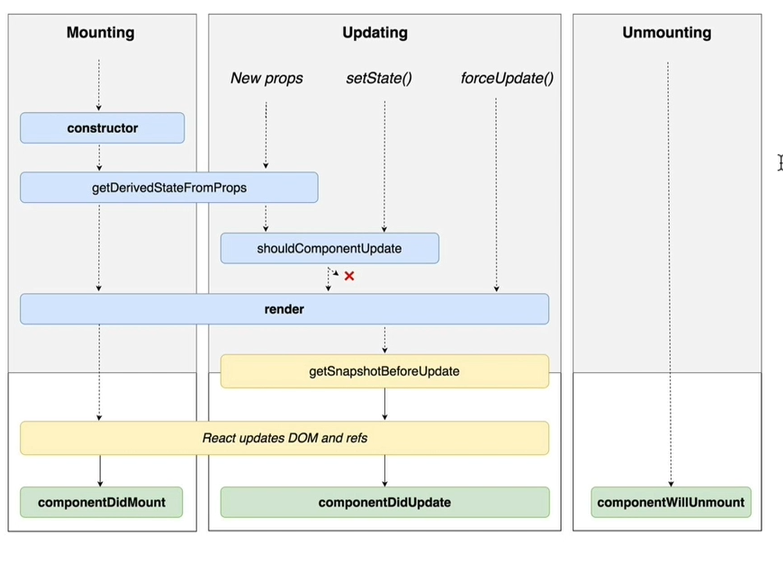 Mounting
Updating
Unmounting
New props
setState()
forceUpdate()
constructor
getDerivedStateFromProps
shouldComponentUpdate
render
getSnapshotBeforeUpdate
React updates DOM and refs
componentDidMount
componentDidUpdate
componentWillUnmount